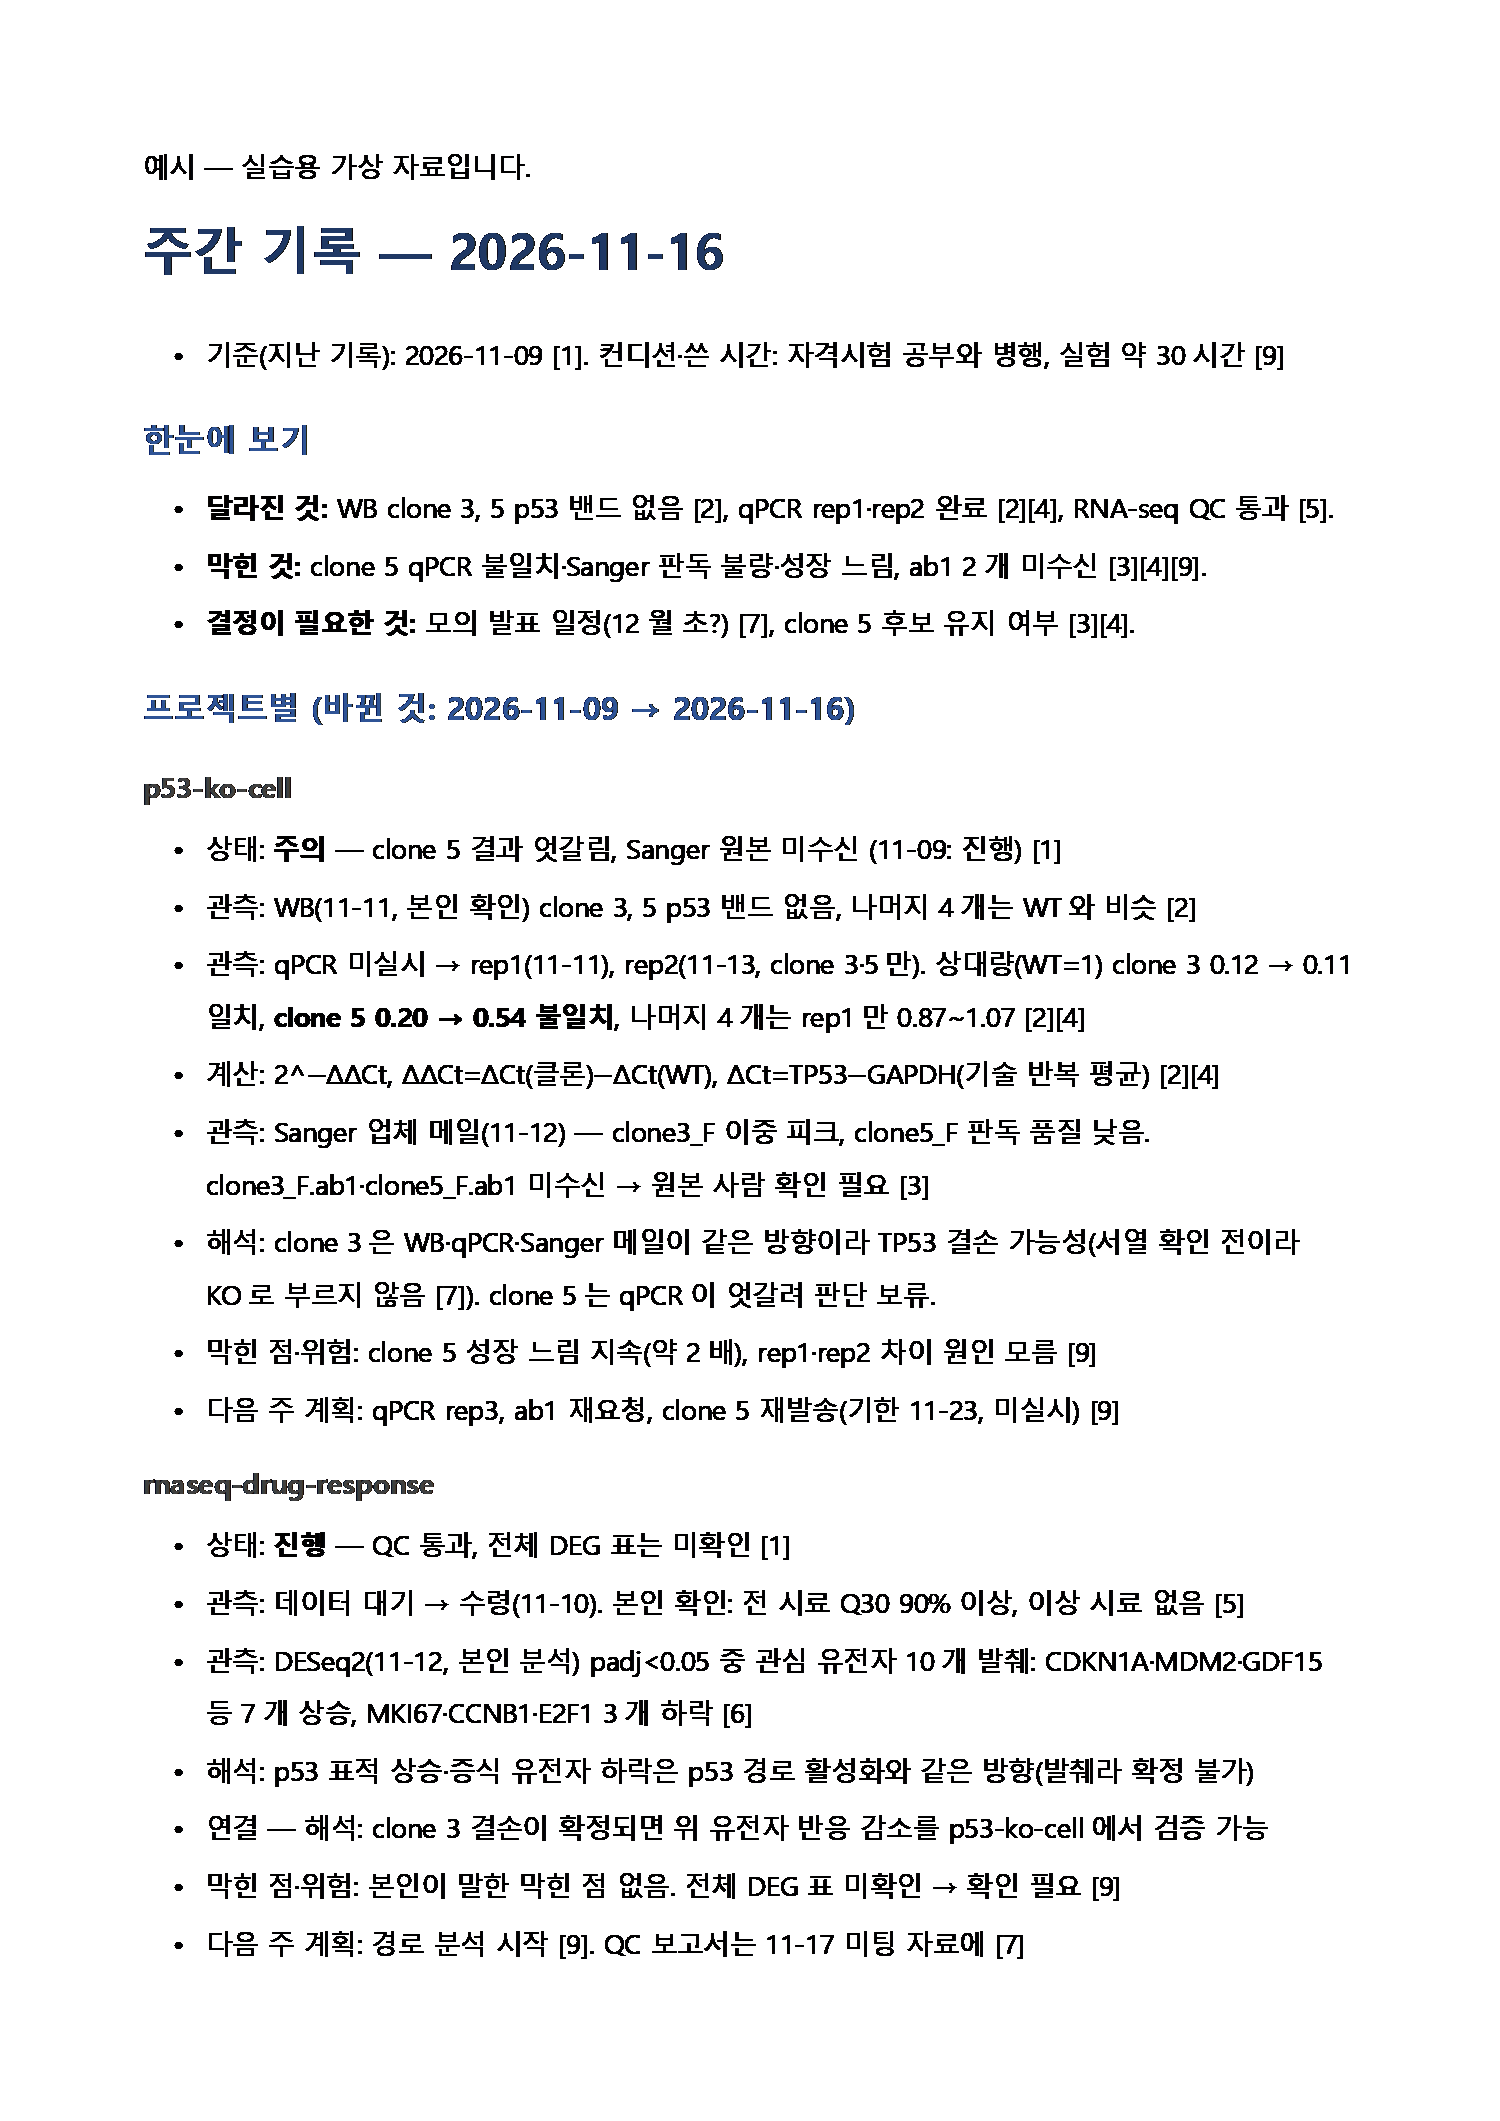 예시 — 실습용 가상 자료입니다.
주간 기록 — 2026-11-16
• 기준(지난 기록): 2026-11-09 [1]. 컨디션·쓴 시간: 자격시험 공부와 병행, 실험 약 30시간 [9]
한눈에 보기
• 달라진 것: WB clone 3, 5 p53 밴드 없음 [2], qPCR rep1·rep2 완료 [2][4], RNA-seq QC 통과 [5].
• 막힌 것: clone 5 qPCR 불일치·Sanger 판독 불량·성장 느림, ab1 2개 미수신 [3][4][9].
• 결정이 필요한 것: 모의 발표 일정(12월 초?) [7], clone 5 후보 유지 여부 [3][4].
프로젝트별 (바뀐 것: 2026-11-09 → 2026-11-16)
p53-ko-cell
• 상태: 주의 — clone 5 결과 엇갈림, Sanger 원본 미수신 (11-09: 진행) [1]
• 관측: WB(11-11, 본인 확인) clone 3, 5 p53 밴드 없음, 나머지 4개는 WT와 비슷 [2]
• 관측: qPCR 미실시 → rep1(11-11), rep2(11-13, clone 3·5만). 상대량(WT=1) clone 3 0.12 → 0.11
일치, clone 5 0.20 → 0.54 불일치, 나머지 4개는 rep1만 0.87~1.07 [2][4]
• 계산: 2^−ΔΔCt, ΔΔCt=ΔCt(클론)−ΔCt(WT), ΔCt=TP53−GAPDH(기술 반복 평균) [2][4]
• 관측: Sanger 업체 메일(11-12) — clone3_F 이중 피크, clone5_F 판독 품질 낮음.
clone3_F.ab1·clone5_F.ab1 미수신 → 원본 사람 확인 필요 [3]
• 해석: clone 3은 WB·qPCR·Sanger 메일이 같은 방향이라 TP53 결손 가능성(서열 확인 전이라
KO로 부르지 않음 [7]). clone 5는 qPCR이 엇갈려 판단 보류.
• 막힌 점·위험: clone 5 성장 느림 지속(약 2배), rep1·rep2 차이 원인 모름 [9]
• 다음 주 계획: qPCR rep3, ab1 재요청, clone 5 재발송(기한 11-23, 미실시) [9]
rnaseq-drug-response
• 상태: 진행 — QC 통과, 전체 DEG 표는 미확인 [1]
• 관측: 데이터 대기 → 수령(11-10). 본인 확인: 전 시료 Q30 90% 이상, 이상 시료 없음 [5]
• 관측: DESeq2(11-12, 본인 분석) padj<0.05 중 관심 유전자 10개 발췌: CDKN1A·MDM2·GDF15
등 7개 상승, MKI67·CCNB1·E2F1 3개 하락 [6]
• 해석: p53 표적 상승·증식 유전자 하락은 p53 경로 활성화와 같은 방향(발췌라 확정 불가)
• 연결 — 해석: clone 3 결손이 확정되면 위 유전자 반응 감소를 p53-ko-cell에서 검증 가능
• 막힌 점·위험: 본인이 말한 막힌 점 없음. 전체 DEG 표 미확인 → 확인 필요 [9]
• 다음 주 계획: 경로 분석 시작 [9]. QC 보고서는 11-17 미팅 자료에 [7]